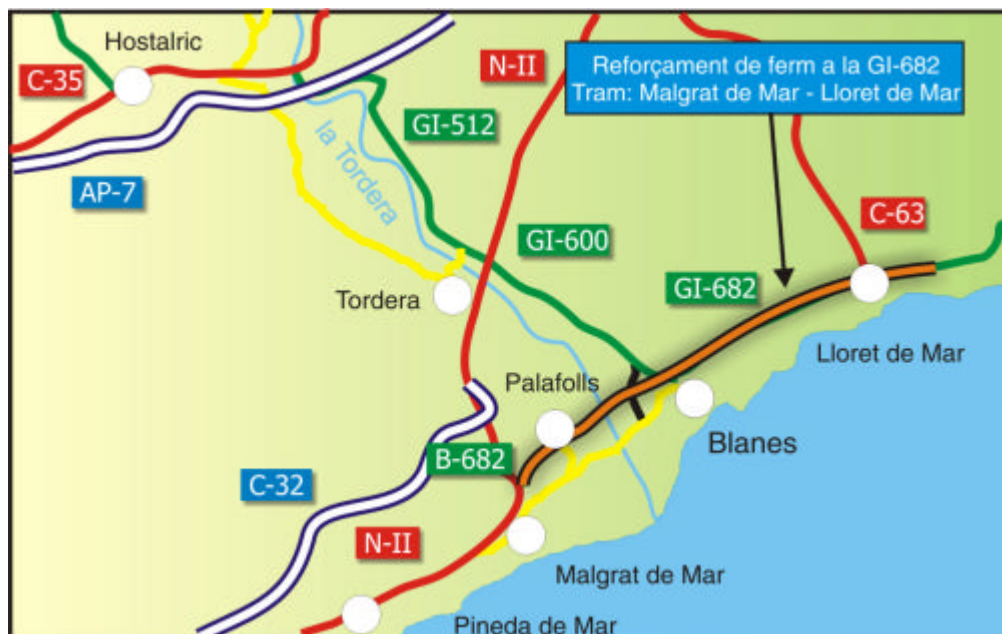 Hostalric
C-35
N-II
Reforçament de ferm a la GI-682
Tram: Malgrat de Mar - Lloret de Mar
GI-512
la Tordera
AP-7
C-63
GI-600
GI-682
Tordera
Lloret de Mar
Palafolls
Blanes
B-682
C-32
N-II
Malgrat de Mar
Pineda de Mar